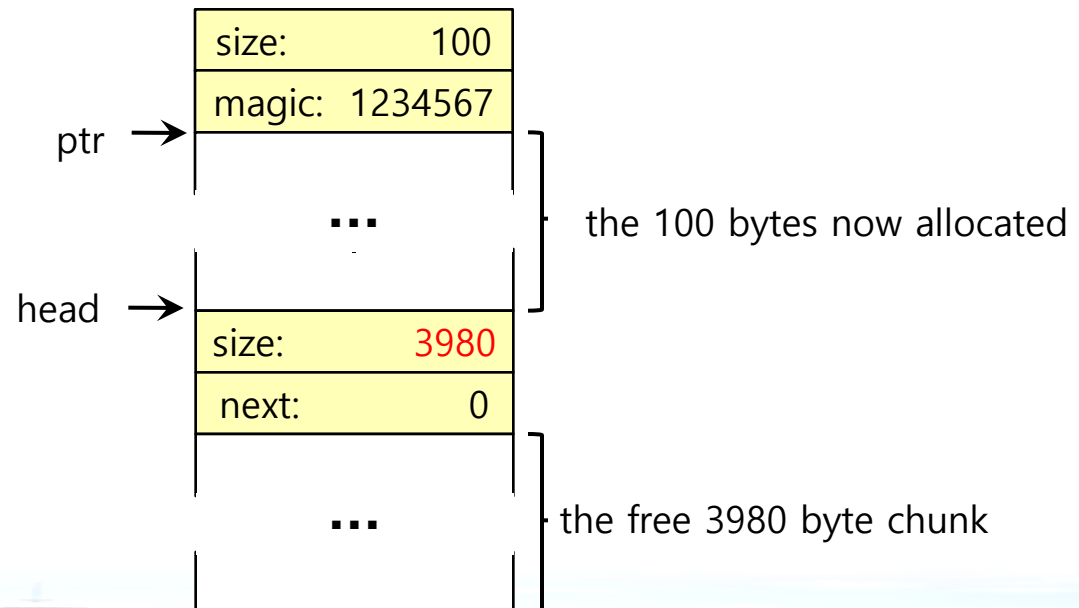 size: 100
magic: 1234567
ptr
...
the 100 bytes now allocated
head
size: 3980
next: 0
...
the free 3980 byte chunk